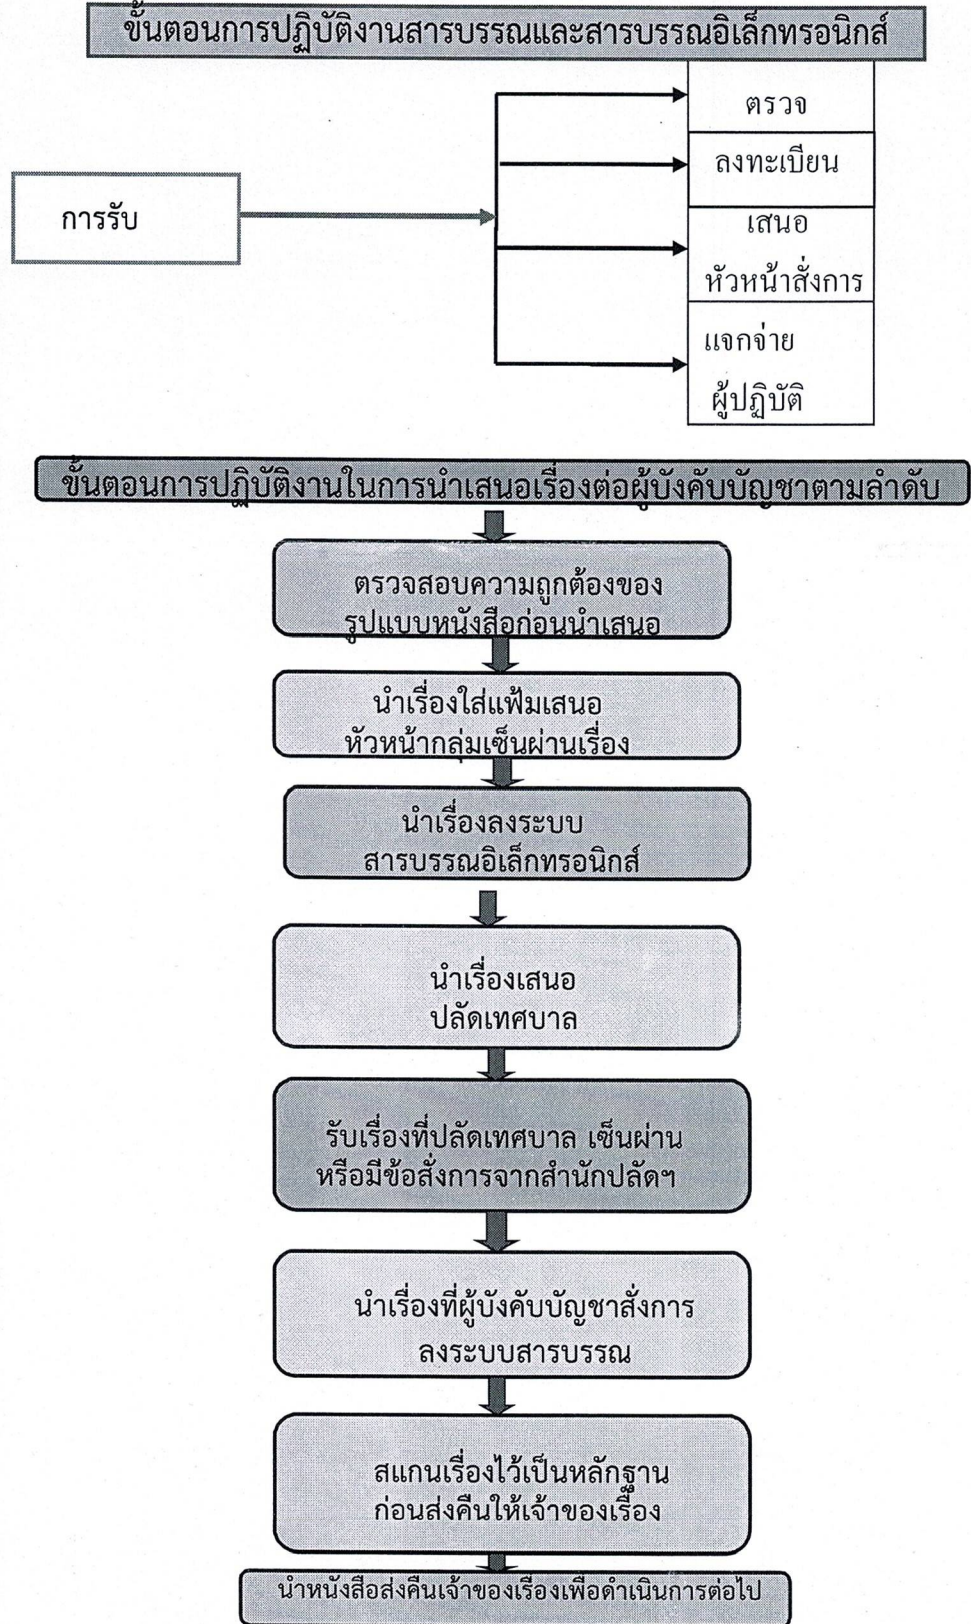 ขั้นตอนการปฏิบัติงานสารบรรณและสารบรรณอิเล็กทรอนิกส์
ตรวจ
ลงทะเบียน
การรับ
เสนอ
หัวหน้าสั่งการ
แจกจ่าย
ผู้ปฏิบัติ
ขั้นตอนการปฏิบัติงานในการนำเสนอเรื่องต่อผู้บังคับบัญชาตามลำดับ
ตรวจสอบความถูกต้องของ
รูปแบบหนังสือก่อนนำเสนอ
นำเรื่องใส่แฟ้มเสนอ
หัวหน้ากลุ่มเซ็นผ่านเรื่อง
นำเรื่องลงระบบ
สารบรรณอิเล็กทรอนิกส์
นำเรื่องเสนอ
ปลัดเทศบาล
รับเรื่องที่ปลัดเทศบาล เซ็นผ่าน
หรือมีข้อสั่งการจากสำนักปลัดฯ
นำเรื่องที่ผู้บังคับบัญชาสั่งการ
ลงระบบสารบรรณ
สแกนเรื่องไว้เป็นหลักฐาน
ก่อนส่งคืนให้เจ้าของเรื่อง
นำหนังสือส่งคืนเจ้าของเรื่องเพื่อดำเนินการต่อไป